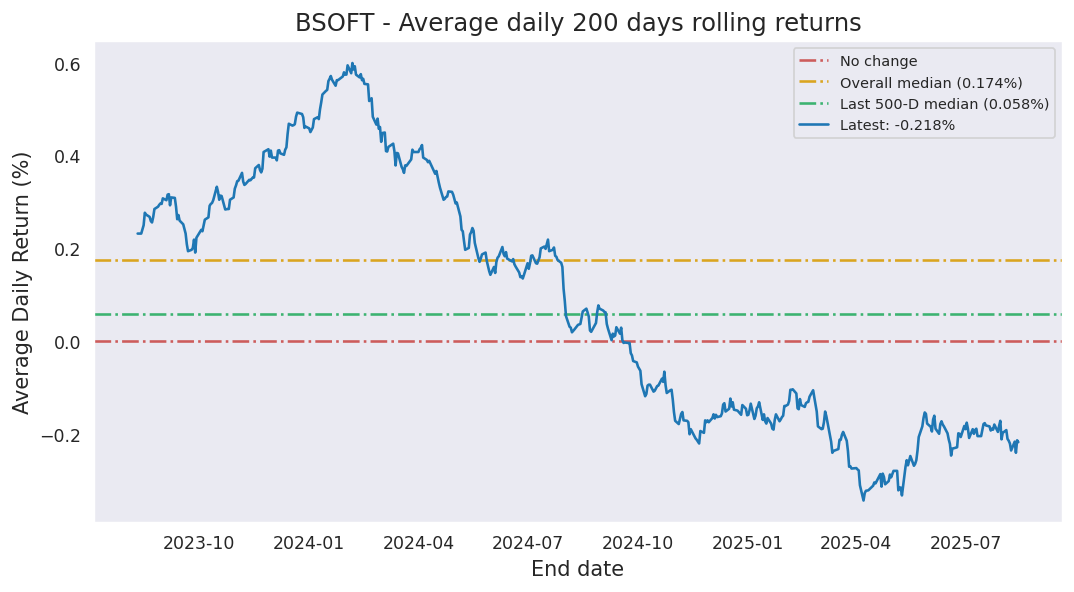 BSOFT - Average daily 200 days rolling returns
No change
Overall median (0.174%)
Last 500-D median (0.058%)
Latest: -0.218%
Average Daily Return (%)
0.6
0.4
0.2
0.0
−0.2
2023-10
2024-01
2024-04
2024-07
2024-10
2025-01
2025-04
2025-07
End date